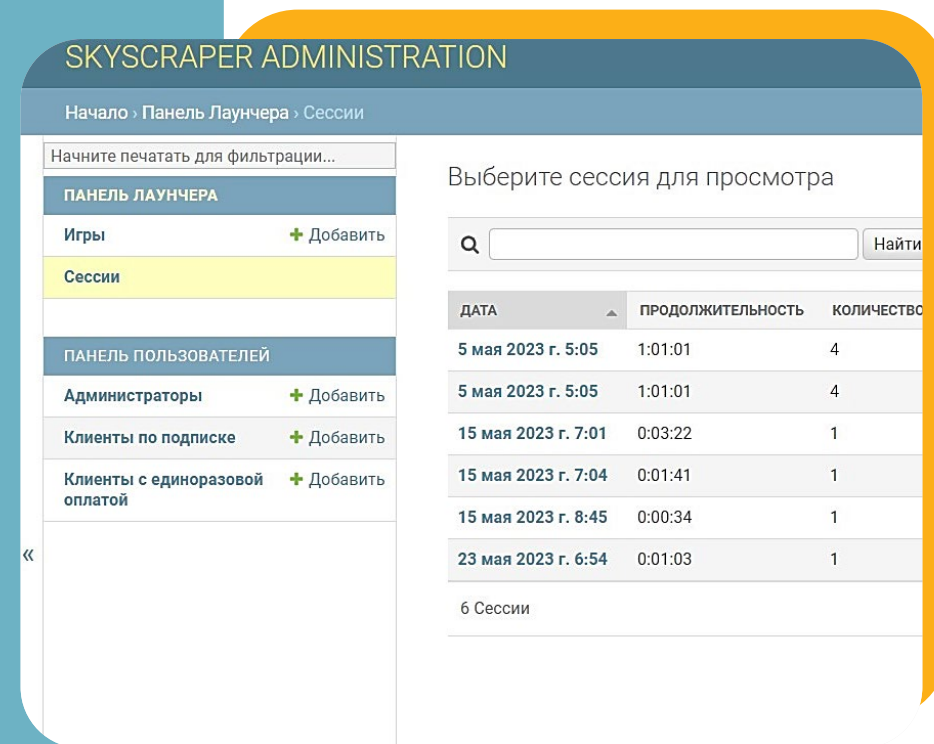 SKYSCRAPER ADMINISTRATION
Начало › Панель Лаунчера › Сессии
Начните печатать для фильтрации...
ПАНЕЛЬ ЛАУНЧЕРА
Игры + Добавить
Сессии
ПАНЕЛЬ ПОЛЬЗОВАТЕЛЕЙ
Администраторы + Добавить
Клиенты по подписке + Добавить
Клиенты с единоразовой + Добавить
оплатой
«
Выберите сессия для просмотра
Найти
ДАТА ПРОДОЛЖИТЕЛЬНОСТЬ КОЛИЧЕСТВО
5 мая 2023 г. 5:05 1:01:01 4
5 мая 2023 г. 5:05 1:01:01 4
15 мая 2023 г. 7:01 0:03:22 1
15 мая 2023 г. 7:04 0:01:41 1
15 мая 2023 г. 8:45 0:00:34 1
23 мая 2023 г. 6:54 0:01:03 1
6 Сессии